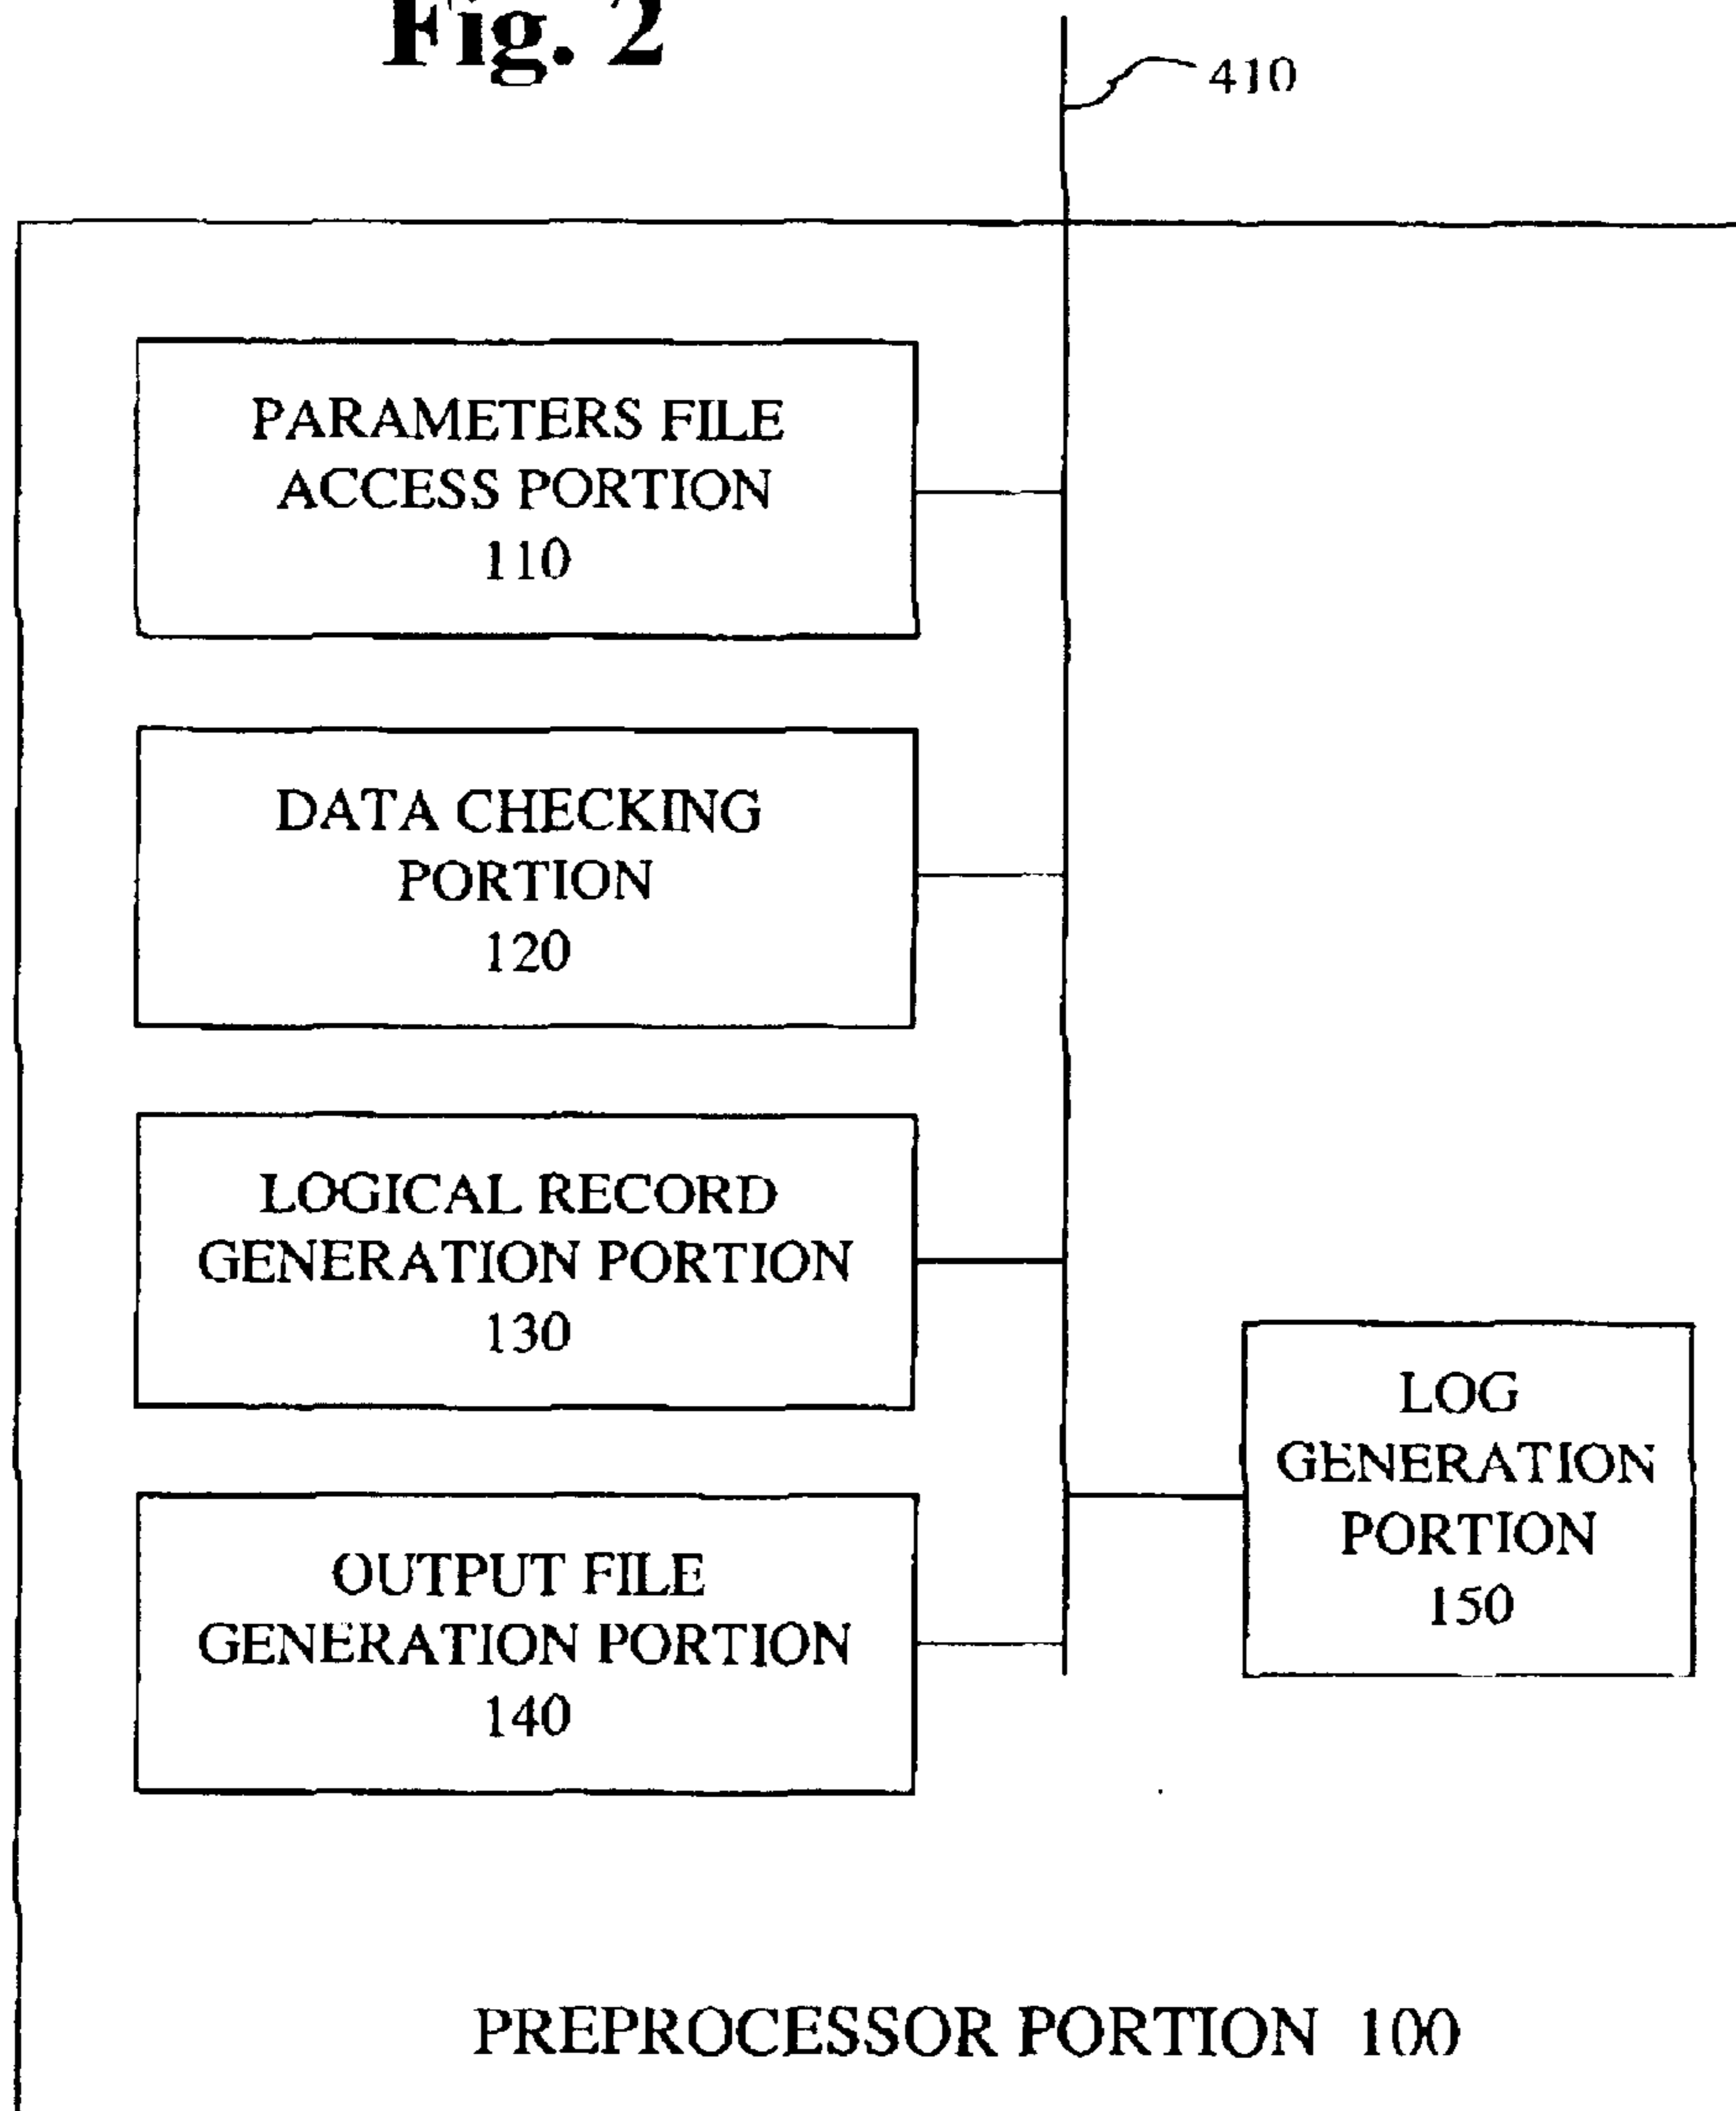 Fig. 2
410
PARAMETERS FILE
ACCESS PORTION
110
DATA CHECKING
PORTION
120
LOGICAL RECORD
GENERATION PORTION
130
LOG
GENERATION
PORTION
150
OUTPUT FILE
GENERATION PORTION
140
PREPROCESSOR PORTION 100